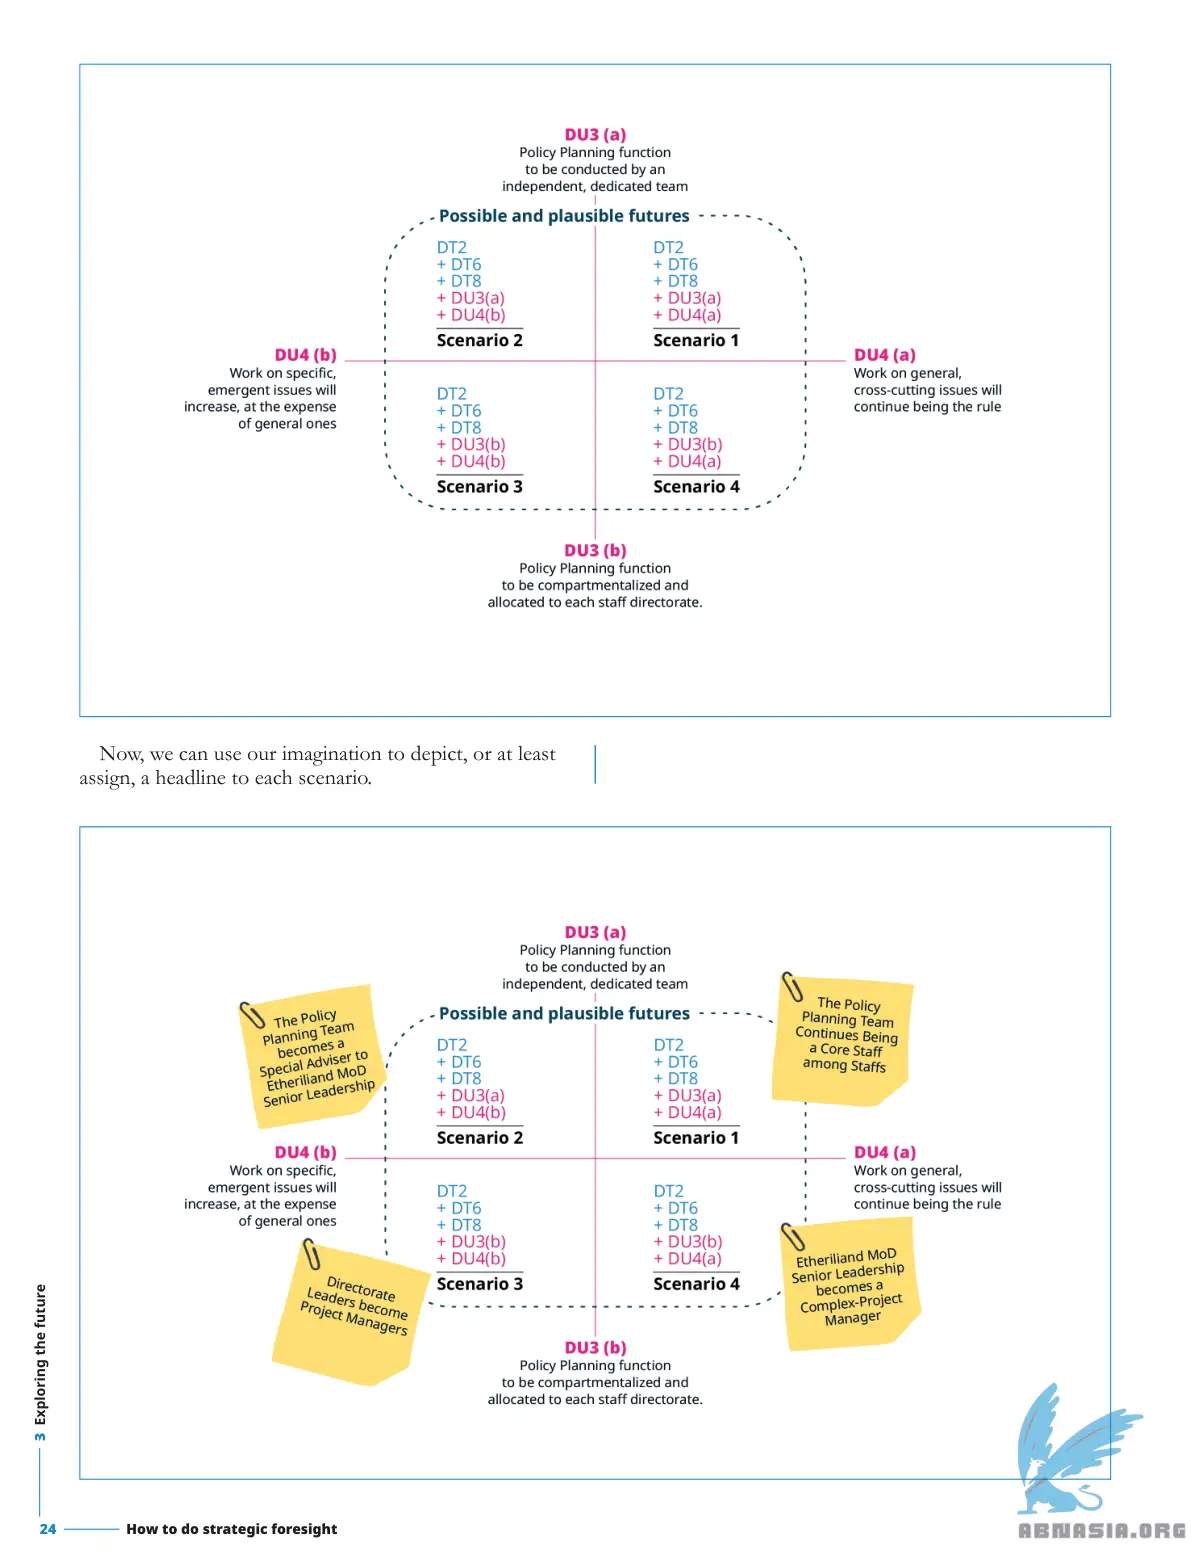 DU3 (a)
Policy Planning function
to be conducted by an
independent, dedicated team
Possible and plausible futures
DT2
+ DT6
+ DT8
+ DU3(a)
+ DU4(b)
Scenario 2
DT2
+ DT6
+ DT8
+ DU3(a)
+ DU4(a)
Scenario 1
DU4 (b)
Work on specific,
emergent issues will
increase, at the expense
of general ones
DU4 (a)
Work on general,
cross-cutting issues will
continue being the rule
DT2
+ DT6
+ DT8
+ DU3(b)
+ DU4(b)
Scenario 3
DT2
+ DT6
+ DT8
+ DU3(b)
+ DU4(a)
Scenario 4
DU3 (b)
Policy Planning function
to be compartmentalized and
allocated to each staff directorate.
Now, we can use our imagination to depict, or at least
assign, a headline to each scenario.
DU3 (a)
Policy Planning function
to be conducted by an
independent, dedicated team
Possible and plausible futures
The Policy
Planning Team
becomes a
Special Adviser to
Etheriliand MoD
Senior Leadership
DT2
+ DT6
+ DT8
+ DU3(a)
+ DU4(b)
Scenario 2
DT2
+ DT6
+ DT8
+ DU3(a)
+ DU4(a)
Scenario 1
The Policy
Planning Team
Continues Being
a Core Staff
among Staffs
DU4 (b)
Work on specific,
emergent issues will
increase, at the expense
of general ones
DU4 (a)
Work on general,
cross-cutting issues will
continue being the rule
Directorate
Leaders become
Project Managers
DT2
+ DT6
+ DT8
+ DU3(b)
+ DU4(b)
Scenario 3
DT2
+ DT6
+ DT8
+ DU3(b)
+ DU4(a)
Scenario 4
Etheriliand MoD
Senior Leadership
becomes a
Complex-Project
Manager
DU3 (b)
Policy Planning function
to be compartmentalized and
allocated to each staff directorate.
3 Exploring the future
24 How to do strategic foresight
ABNASIA.ORG